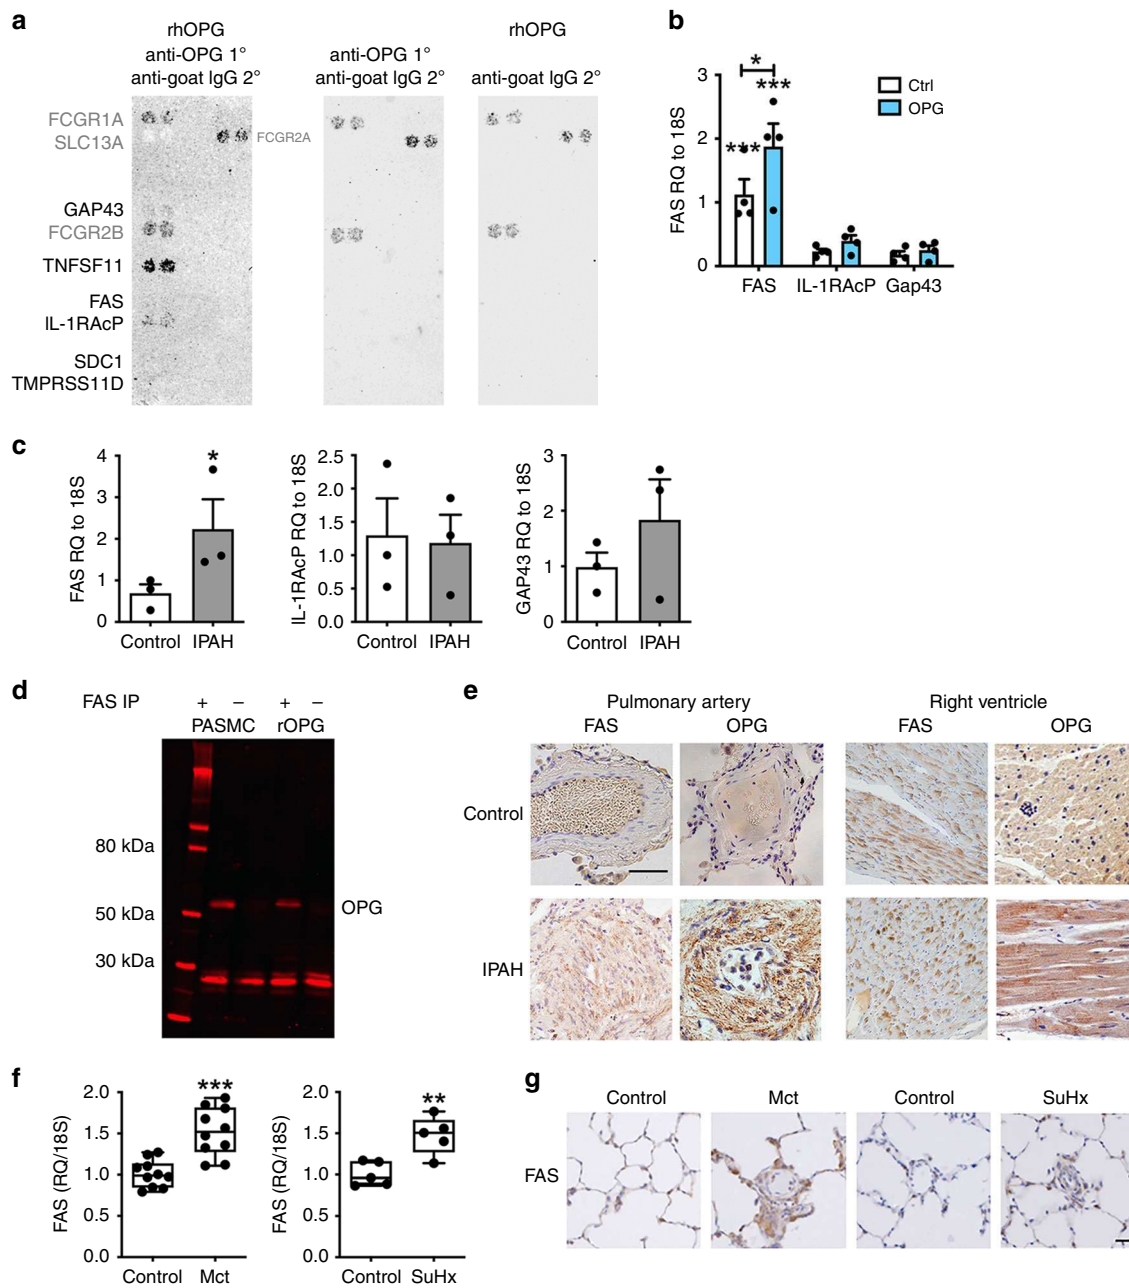 a
rhOPG
anti-OPG 1°
anti-goat IgG 2°
anti-OPG 1°
anti-goat IgG 2°
rhOPG
anti-goat IgG 2°
FCGR1A
SLC13A
FCGR2A
GAP43
FCGR2B
TNFSF11
FAS
IL-1RAcP
SDC1
TMPRSS11D
b
FAS RQ to 18S
3
2
1
0
*
***
***
Ctrl
OPG
FAS IL-1RAcP Gap43
c
FAS RQ to 18S
4
3
2
1
0
*
Control IPAH
IL-1RAcP RQ to 18S
2.5
2.0
1.5
1.0
0.5
0.0
Control IPAH
GAP43 RQ to 18S
3
2
1
0
Control IPAH
d
FAS IP + – + –
PASMC rOPG
80 kDa
50 kDa
30 kDa
OPG
e
Pulmonary artery Right ventricle
FAS OPG FAS OPG
Control
IPAH
f
FAS (RQ/18S)
2.0
1.5
1.0
0.5
0.0
***
Control Mct
FAS (RQ/18S)
2.0
1.5
1.0
0.5
0.0
**
Control SuHx
g
Control Mct Control SuHx
FAS